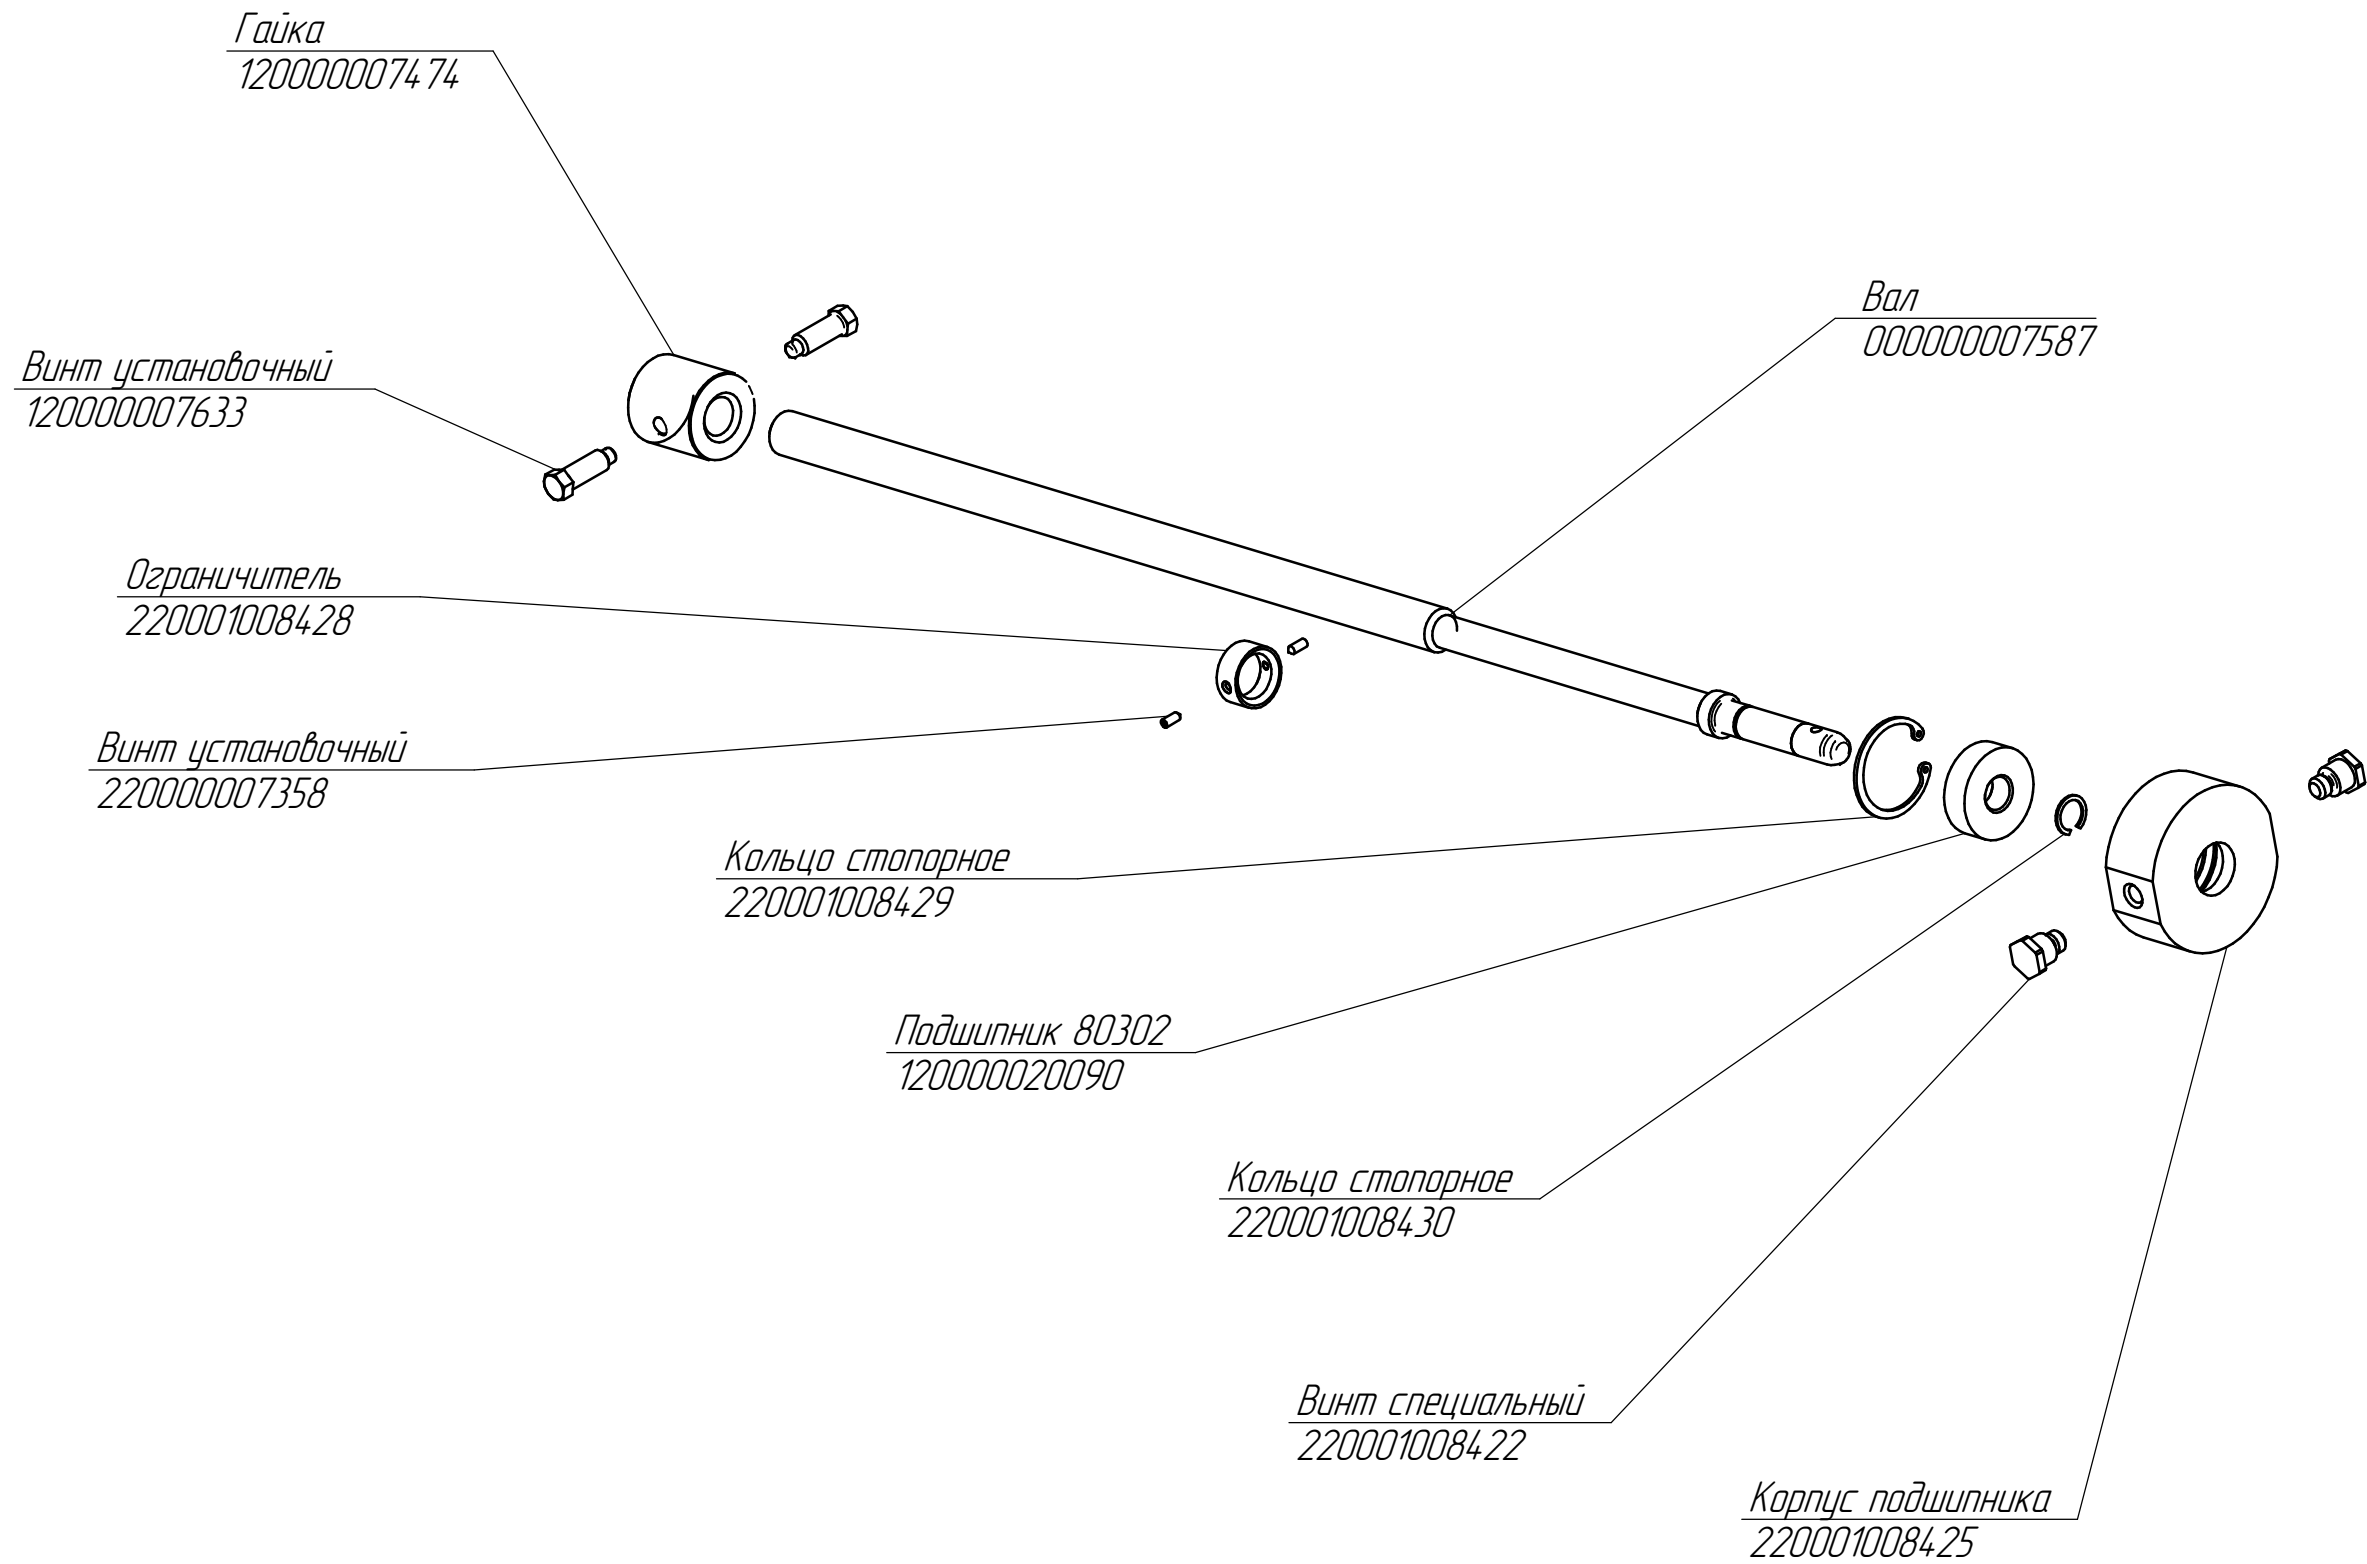 Гайка
120000007474
Вал
000000007587
Винт установочный
120000007633
Ограничитель
220001008428
Винт установочный
220000007358
Кольцо стопорное
220001008429
Подшипник 80302
120000020090
Кольцо стопорное
220001008430
Винт специальный
220001008422
Корпус подшипника
220001008425